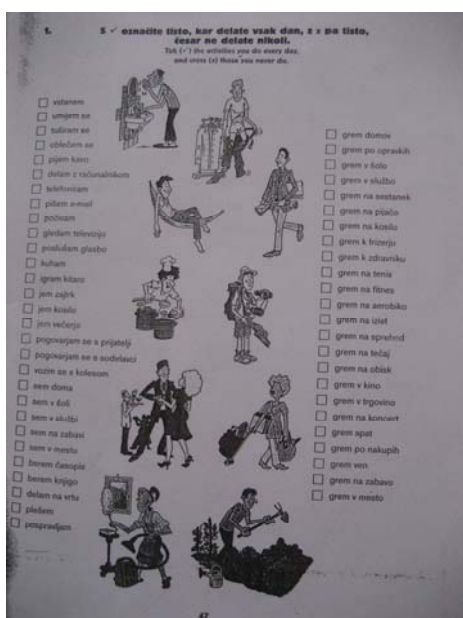 1.
S ✓ označite tisto, kar delate vsak dan, z x pa tisto,
česar ne delate nikoli.
Tick (✓) the activities you do every day,
and cross (x) those you never do.
vstanem
umijem se
tuširam se
oblečem se
pijem kavo
delam z računalnikom
telefoniram
pišem e-mail
počivam
gledam televizijo
poslušam glasbo
kuham
igram kitaro
jem zajtrk
jem kosilo
jem večerjo
pogovarjam se s prijatelji
pogovarjam se s sodelavci
vozim se s kolesom
sem doma
sem v šoli
sem v službi
sem na zabavi
sem v mestu
berem časopis
berem knjigo
delam na vrtu
plešem
pospravljam
grem domov
grem po opravkih
grem v šolo
grem v službo
grem na sestanek
grem na pijačo
grem na kosilo
grem k frizerju
grem k zdravniku
grem na tenis
grem na fitnes
grem na aerobiko
grem na izlet
grem na sprehod
grem na tečaj
grem na obisk
grem v kino
grem v trgovino
grem na koncert
grem spat
grem po nakupih
grem ven
grem na zabavo
grem v mesto
47